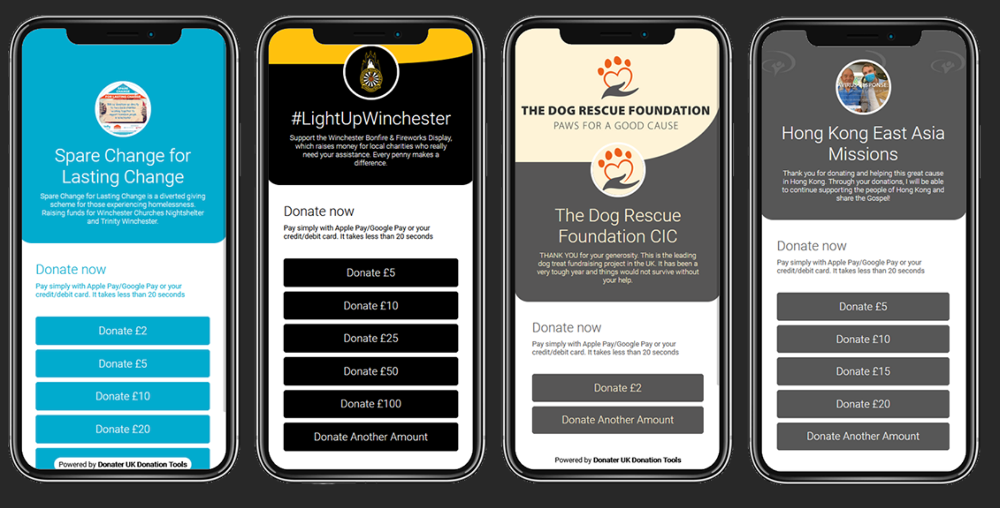 SPARE
CHANGE
FOR LASTING CHANGE
Spare Change for
Lasting Change
Spare Change for Lasting Change is a diverted giving
scheme for those experiencing homelessness.
Raising funds for Winchester Churches Nightshelter
and Trinity Winchester.
Donate now
Pay simply with Apple Pay/Google Pay or your
credit/debit card. It takes less than 20 seconds
Donate £2
Donate £5
Donate £10
Donate £20
Powered by Donater UK Donation Tools
#LightUpWinchester
Support the Winchester Bonfire & Fireworks Display,
which raises money for local charities who really
need your assistance. Every penny makes a
difference.
Donate now
Pay simply with Apple Pay/Google Pay or your
credit/debit card. It takes less than 20 seconds
Donate £5
Donate £10
Donate £25
Donate £50
Donate £100
Donate Another Amount
THE DOG RESCUE FOUNDATION
PAWS FOR A GOOD CAUSE
The Dog Rescue
Foundation CIC
THANK YOU for your generosity. This is the leading
dog treat fundraising project in the UK. It has been a
very tough year and things would not survive without
your help.
Donate now
Pay simply with Apple Pay/Google Pay or your
credit/debit card. It takes less than 20 seconds
Donate £2
Donate Another Amount
Powered by Donater UK Donation Tools
Hong Kong East Asia
Missions
Thank you for donating and helping this great cause
in Hong Kong. Through your donations, I will be able
to continue supporting the people of Hong Kong and
share the Gospel!
Donate now
Pay simply with Apple Pay/Google Pay or your
credit/debit card. It takes less than 20 seconds
Donate £5
Donate £10
Donate £15
Donate £20
Donate Another Amount